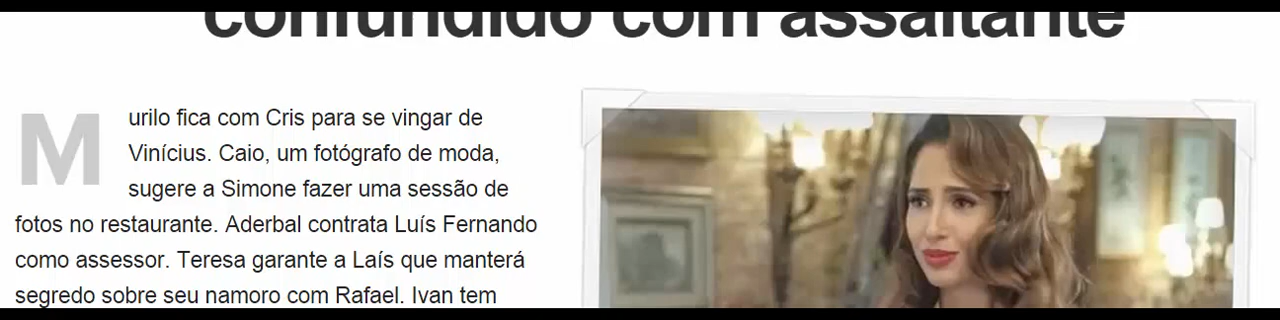 confundido com assaltante
Murilo fica com Cris para se vingar de
Vinícius. Caio, um fotógrafo de moda,
sugere a Simone fazer uma sessão de
fotos no restaurante. Aderbal contrata Luís Fernando
como assessor. Teresa garante a Laís que manterá
segredo sobre seu namoro com Rafael. Ivan tem